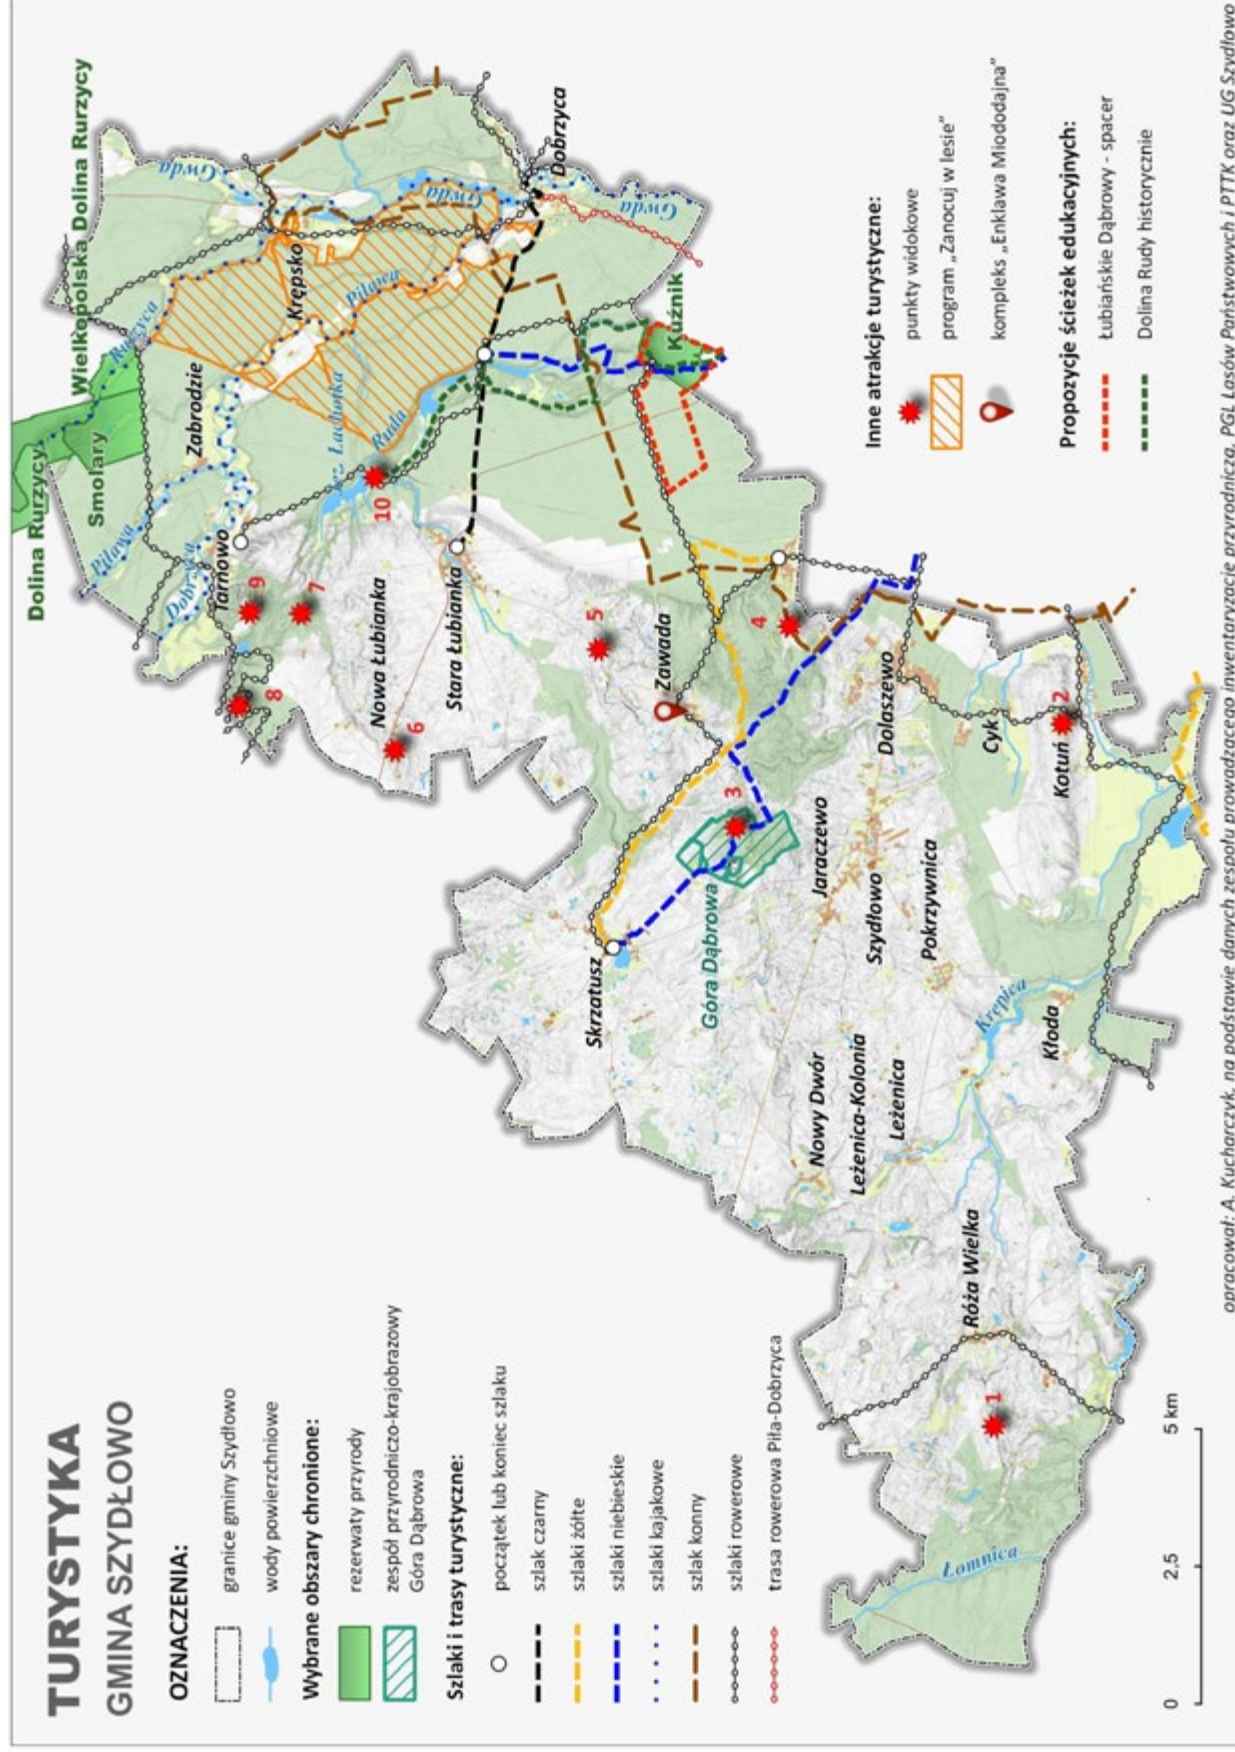 TURYSTYKA
GMINA SZYDŁOWO
OZNACZENIA:
granice gminy Szydłowo
wody powierzchniowe
Wybrane obszary chronione:
rezerwaty przyrody
zespół przyrodniczo-krajobrazowy
Góra Dąbrowa
Szlaki i trasy turystyczne:
początek lub koniec szlaku
szlak czarny
szlaki żółte
szlaki niebieskie
szlaki kajakowe
szlak konny
szlaki rowerowe
trasa rowerowa Piła-Dobrzyca
0
2,5
5 km
Dolina Rurzycy
Wielkopolska Dolina Rurzycy
Smolary
Rurzyca
Piława
Dobrzyca
Gwda
Zabrodzie
Tarnowo
9
8
7
Krępsko
Piława
Gwda
Łachotka
Ruda
10
Nowa Łubianka
6
Stara Łubianka
Dobrzyca
Gwda
5
Zawada
Kuźnik
Skrzatusz
3
4
Góra Dąbrowa
Jaraczewo
Dolaszewo
Szydłowo
Pokrzywnica
Cyk
Kotuń
2
Nowy Dwór
Leżenica-Kolonia
Leżenica
Krępica
Kłoda
Róża Wielka
1
Łomnica
Inne atrakcje turystyczne:
punkty widokowe
program „Zanocuj w lesie”
kompleks „Enklawa Miododajna”
Propozycje ścieżek edukacyjnych:
Łubiańskie Dąbrowy - spacer
Dolina Rudy historycznie
opracował: A. Kucharczyk, na podstawie danych zespołu prowadzącego inwentaryzację przyrodniczą, PGL Lasów Państwowych i PTTK oraz UG Szydłowo